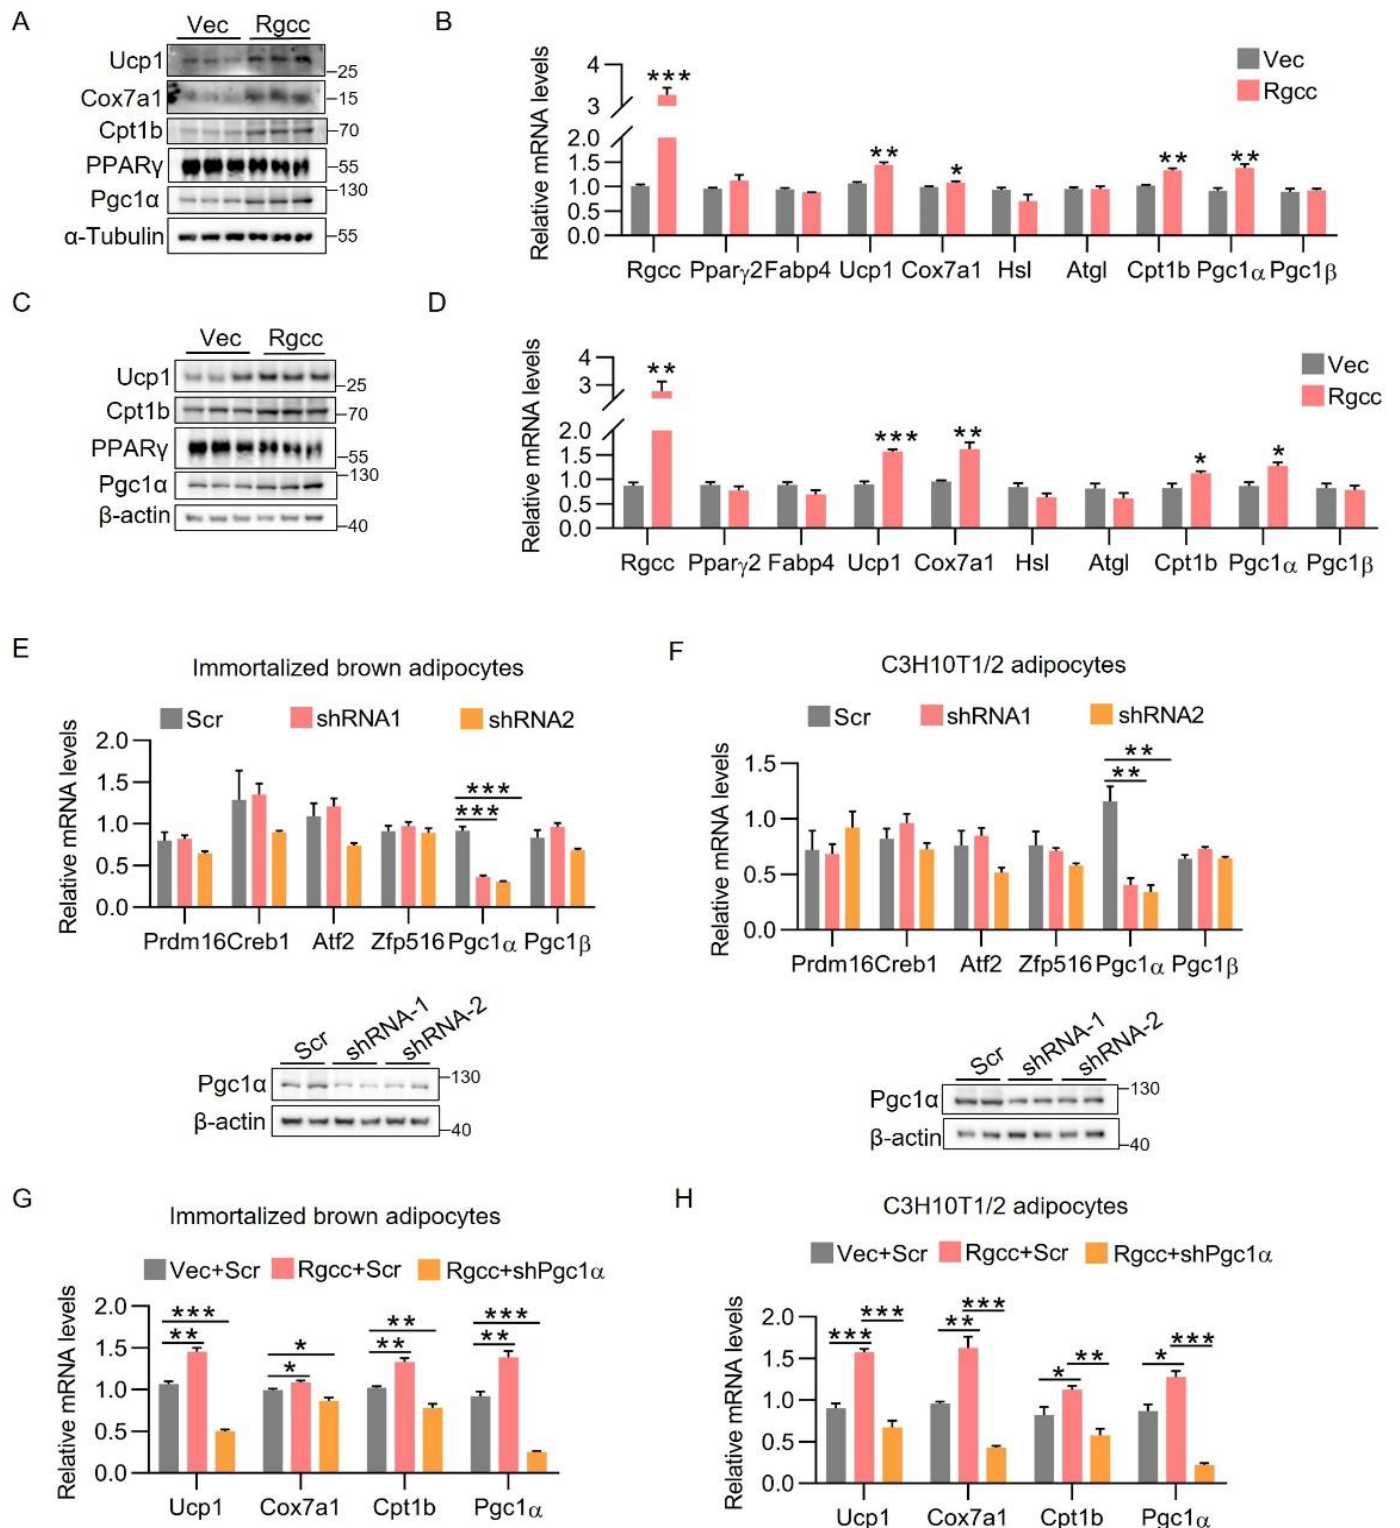 A
Vec Rgcc
Ucp1
25
Cox7a1
15
Cpt1b
70
PPARγ
55
Pgc1α
130
α-Tubulin
55
B
Vec
Rgcc
Relative mRNA levels
4
3
2.0
1.5
1.0
0.5
0.0
*** ** * ** **
Rgcc Pparγ2 Fabp4 Ucp1 Cox7a1 Hsl Atgl Cpt1b Pgc1α Pgc1β
C
Vec Rgcc
Ucp1
25
Cpt1b
70
PPARγ
55
Pgc1α
130
β-actin
40
D
Vec
Rgcc
Relative mRNA levels
4
3
2.0
1.5
1.0
0.5
0.0
** *** ** * *
Rgcc Pparγ2 Fabp4 Ucp1 Cox7a1 Hsl Atgl Cpt1b Pgc1α Pgc1β
E
Immortalized brown adipocytes
Scr shRNA1 shRNA2
Relative mRNA levels
2.0
1.5
1.0
0.5
0.0
***
***
Prdm16 Creb1 Atf2 Zfp516 Pgc1α Pgc1β
Scr shRNA-1 shRNA-2
Pgc1α
130
β-actin
40
F
C3H10T1/2 adipocytes
Scr shRNA1 shRNA2
Relative mRNA levels
1.5
1.0
0.5
0.0
**
**
Prdm16 Creb1 Atf2 Zfp516 Pgc1α Pgc1β
Scr shRNA-1 shRNA-2
Pgc1α
130
β-actin
40
G
Immortalized brown adipocytes
Vec+Scr Rgcc+Scr Rgcc+shPgc1α
Relative mRNA levels
2.0
1.5
1.0
0.5
0.0
*** * ** ***
** * ** **
Ucp1 Cox7a1 Cpt1b Pgc1α
H
C3H10T1/2 adipocytes
Vec+Scr Rgcc+Scr Rgcc+shPgc1α
Relative mRNA levels
2.0
1.5
1.0
0.5
0.0
*** *** ** ***
*** ** * *
Ucp1 Cox7a1 Cpt1b Pgc1α